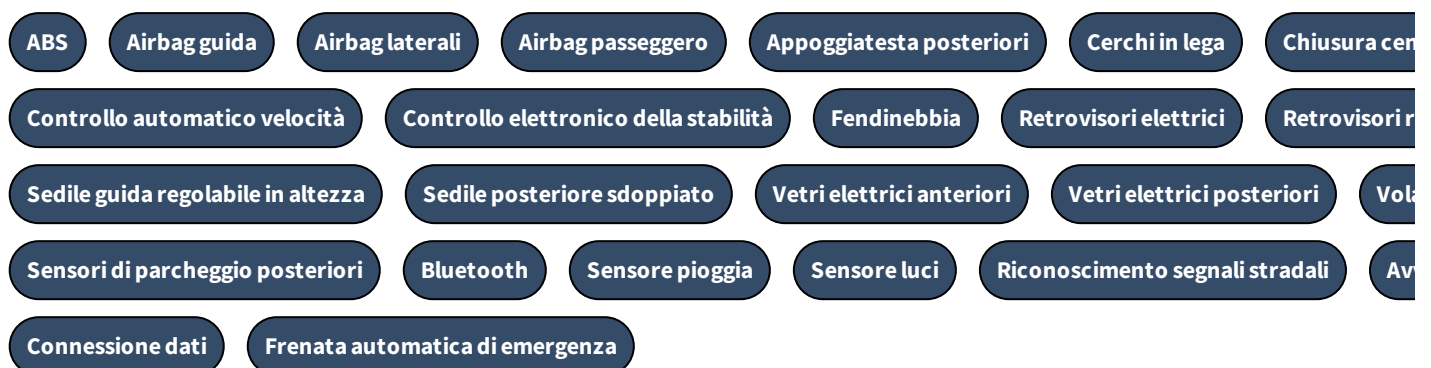 ABS Airbag guida Airbag laterali Airbag passeggero Appoggiatesta posteriori Cerchi in lega Chiusura
Controllo automatico velocità Controllo elettronico della stabilità Fendinebbia Retrovisori elettrici Retrovisori
Sedile guida regolabile in altezza Sedile posteriore sdoppiato Vetri elettrici anteriori Vetri elettrici posteriori
Sensori di parcheggio posteriori Bluetooth Sensore pioggia Sensore luci Riconoscimento segnali stradali
Connessione dati Frenata automatica di emergenza